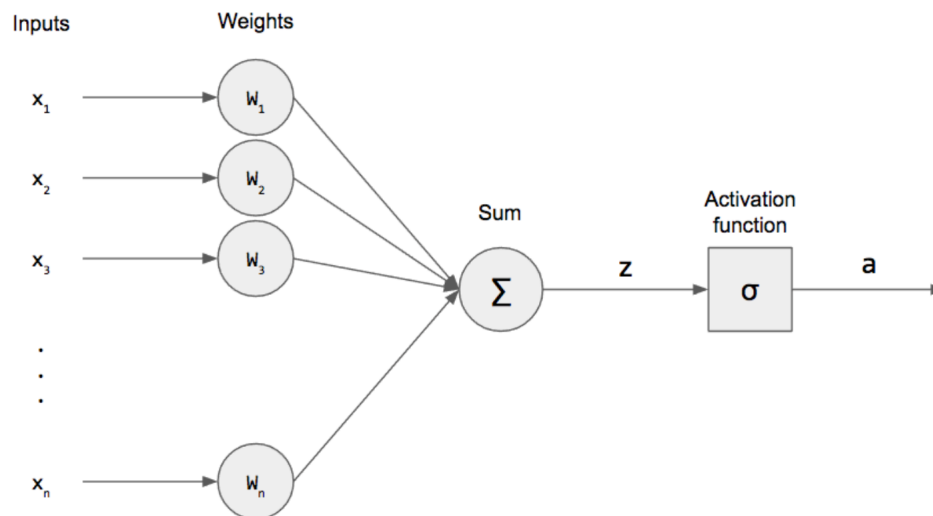 Inputs
Weights
x₁
W₁
x₂
W₂
Sum
Activation
function
x₃
W₃
Σ
z
σ
a
.
.
.
xₙ
Wₙ